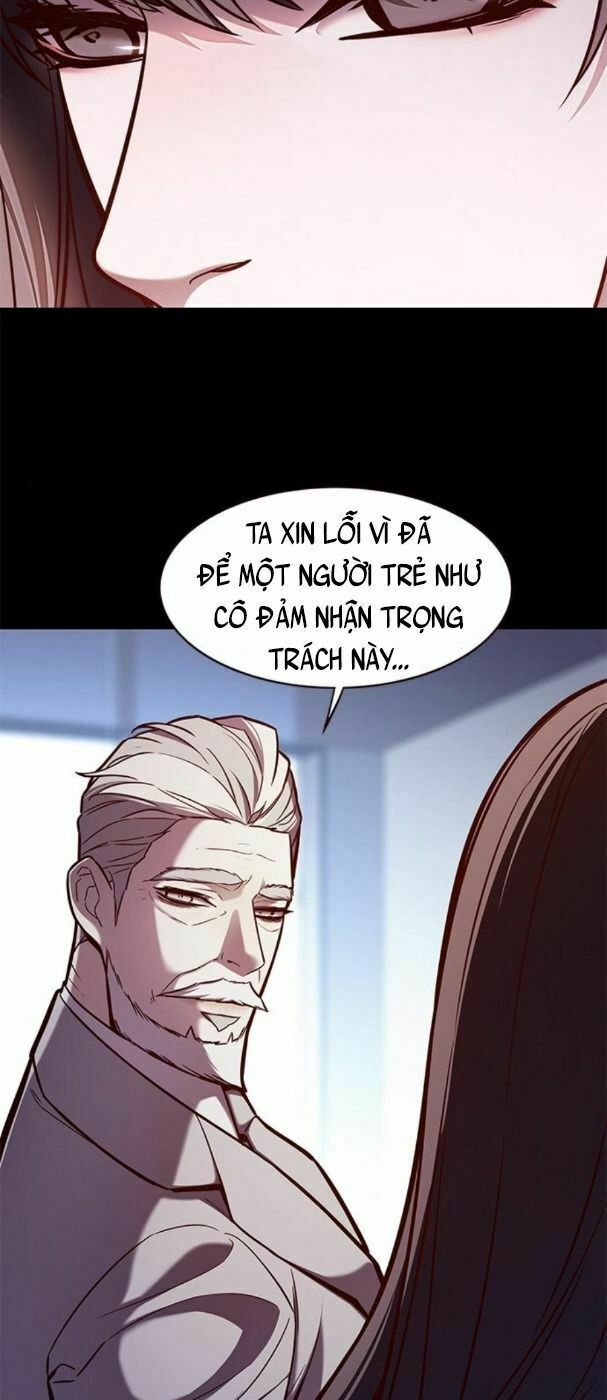 TA XIN LỖI VÌ ĐÃ
ĐỂ MỘT NGƯỜI TRẺ NHƯ
CÔ ĐẢM NHẬN TRỌNG
TRÁCH NÀY...